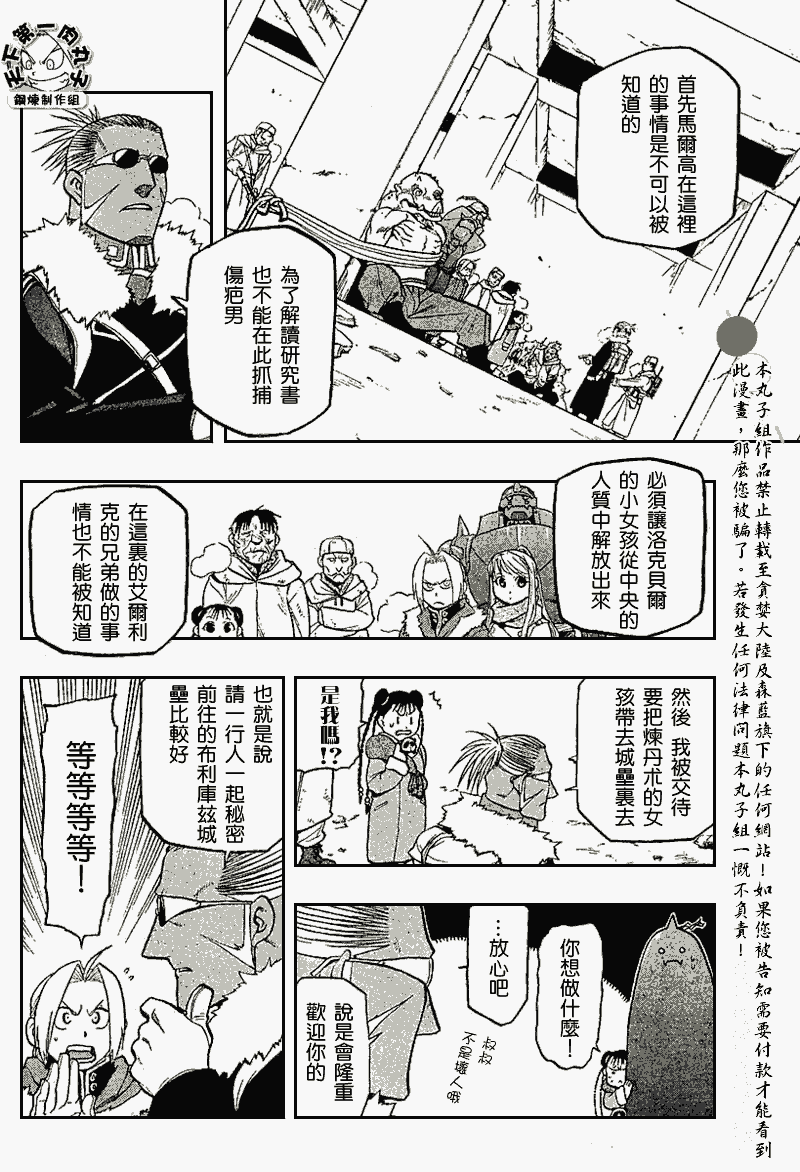 天下第一肉丸子
鋼煉制作組
首先馬爾高在這裡
的事情是不可以被
知道的
為了解讀研究書
也不能在此抓捕
傷疤男
必須讓洛克貝爾
的小女孩從中央的
人質中解放出來
在這裏的艾爾利
克的兄弟做的事
情也不能被知道
然後 我被交待
要把煉丹术的女
孩帶去城壘裏去
是我嗎!?
也就是說
請一行人一起秘密
前往的布利庫茲城
壘比較好
等等等等！
你想做什麼！
…放心吧
叔叔
不是壞人哦
說是會隆重
歡迎你的
本丸子組作品禁止轉載至貪婪大陸及森藍旗下的任何網站！如果您被告知需要付款才能看到
此漫畫，那麼您被騙了。若發生任何法律問題本丸子組一慨不負責！